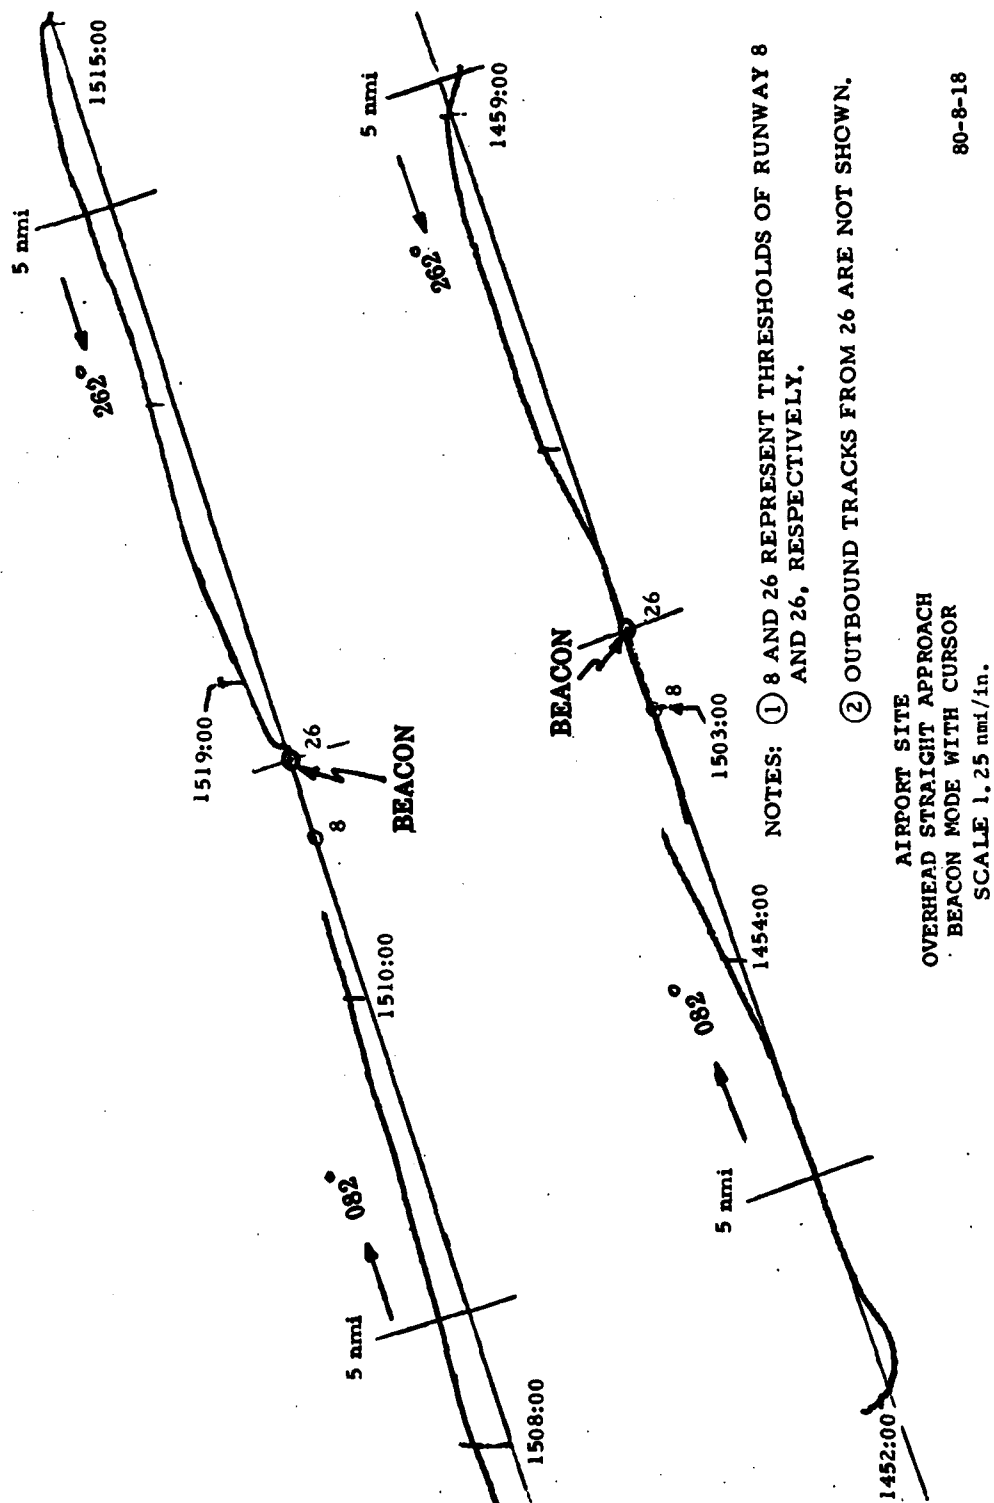 1515:00
5 nmi
262°
1519:00
26
BEACON
8
1510:00
082°
5 nmi
1508:00
5 nmi
1459:00
262°
BEACON
26
8
1503:00
1454:00
082°
5 nmi
1452:00
NOTES: ① 8 AND 26 REPRESENT THRESHOLDS OF RUNWAY 8
AND 26, RESPECTIVELY.
② OUTBOUND TRACKS FROM 26 ARE NOT SHOWN.
AIRPORT SITE
OVERHEAD STRAIGHT APPROACH
BEACON MODE WITH CURSOR
SCALE 1.25 nmi/in.
80-8-18